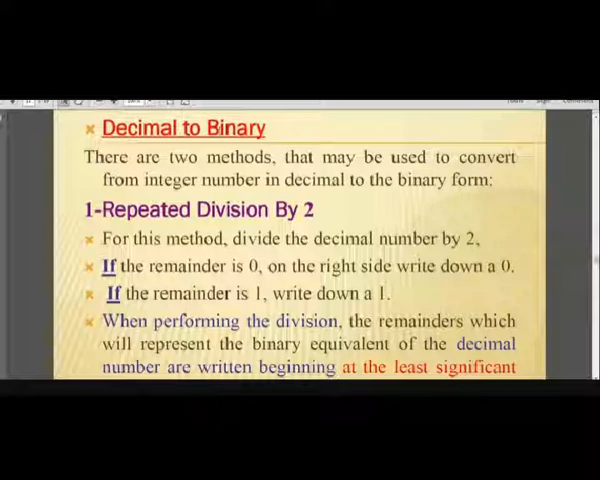 Decimal to Binary
There are two methods, that may be used to convert
from integer number in decimal to the binary form:
1-Repeated Division By 2
For this method, divide the decimal number by 2,
If the remainder is 0, on the right side write down a 0.
If the remainder is 1, write down a 1.
When performing the division, the remainders which
will represent the binary equivalent of the decimal
number are written beginning at the least significant